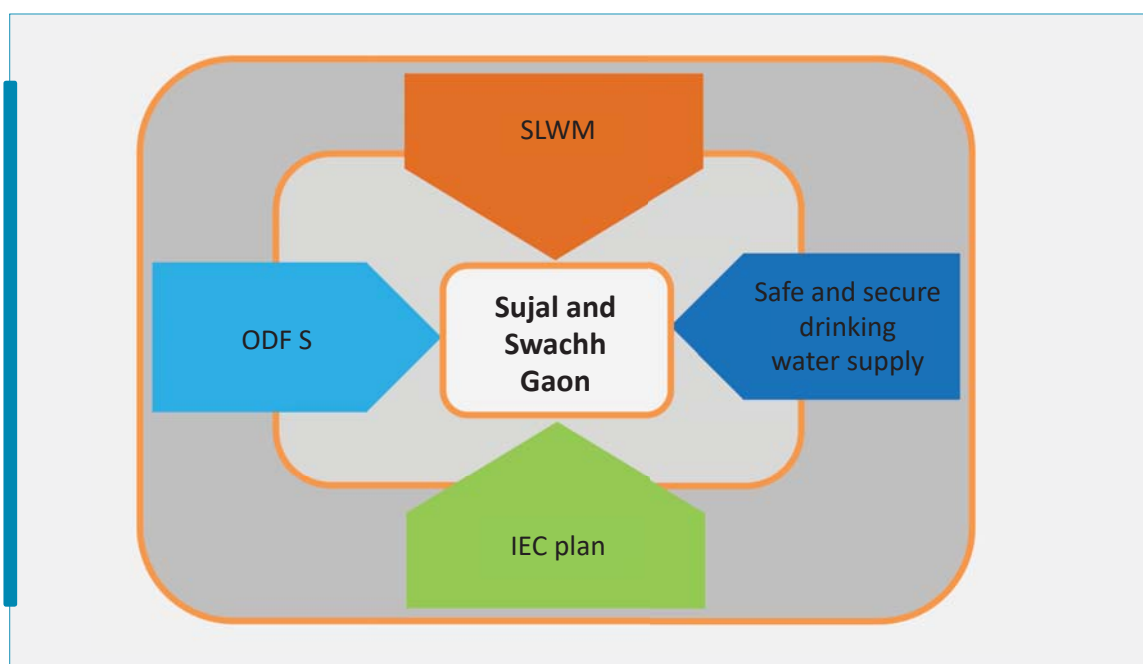 SLWM
ODF S
Sujal and
Swachh
Gaon
Safe and secure
drinking
water supply
IEC plan